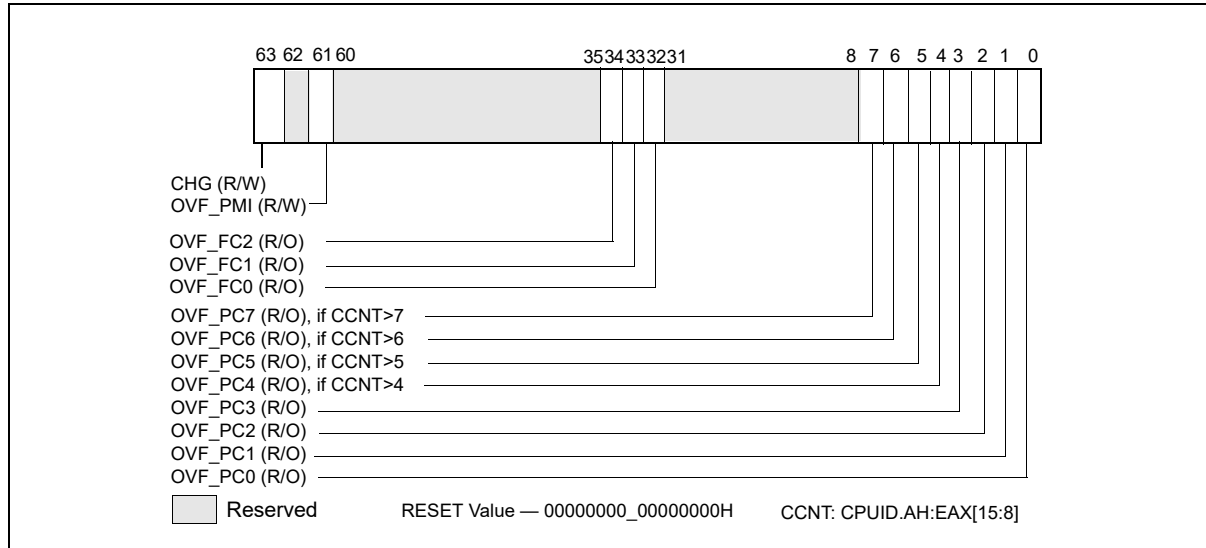 63 62 61 60 35 34 33 32 31 8 7 6 5 4 3 2 1 0
CHG (R/W)
OVF_PMI (R/W)
OVF_FC2 (R/O)
OVF_FC1 (R/O)
OVF_FC0 (R/O)
OVF_PC7 (R/O), if CCNT>7
OVF_PC6 (R/O), if CCNT>6
OVF_PC5 (R/O), if CCNT>5
OVF_PC4 (R/O), if CCNT>4
OVF_PC3 (R/O)
OVF_PC2 (R/O)
OVF_PC1 (R/O)
OVF_PC0 (R/O)
Reserved RESET Value — 00000000_00000000H CCNT: CPUID.AH:EAX[15:8]